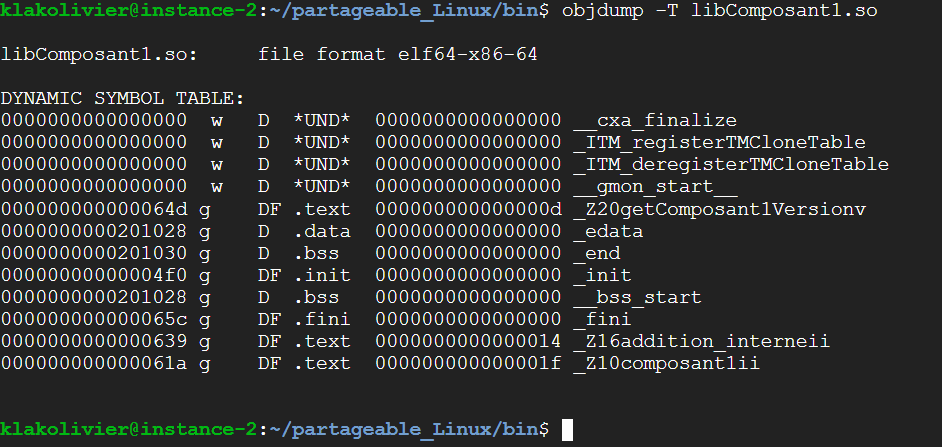 klakolivier@instance-2:~/partageable_Linux/bin$ objdump -T libComposant1.so
libComposant1.so:     file format elf64-x86-64
DYNAMIC SYMBOL TABLE:
0000000000000000  w   D  *UND*  0000000000000000 __cxa_finalize
0000000000000000  w   D  *UND*  0000000000000000 _ITM_registerTMCloneTable
0000000000000000  w   D  *UND*  0000000000000000 _ITM_deregisterTMCloneTable
0000000000000000  w   D  *UND*  0000000000000000 __gmon_start__
000000000000064d g    DF .text  000000000000000d _Z20getComposant1Versionv
0000000000201028 g    D  .data  0000000000000000 _edata
0000000000201030 g    D  .bss   0000000000000000 _end
00000000000004f0 g    DF .init  0000000000000000 _init
0000000000201028 g    D  .bss   0000000000000000 __bss_start
000000000000065c g    DF .fini  0000000000000000 _fini
0000000000000639 g    DF .text  0000000000000014 _Z16addition_interneii
000000000000061a g    DF .text  000000000000001f _Z10composant1ii
klakolivier@instance-2:~/partageable_Linux/bin$